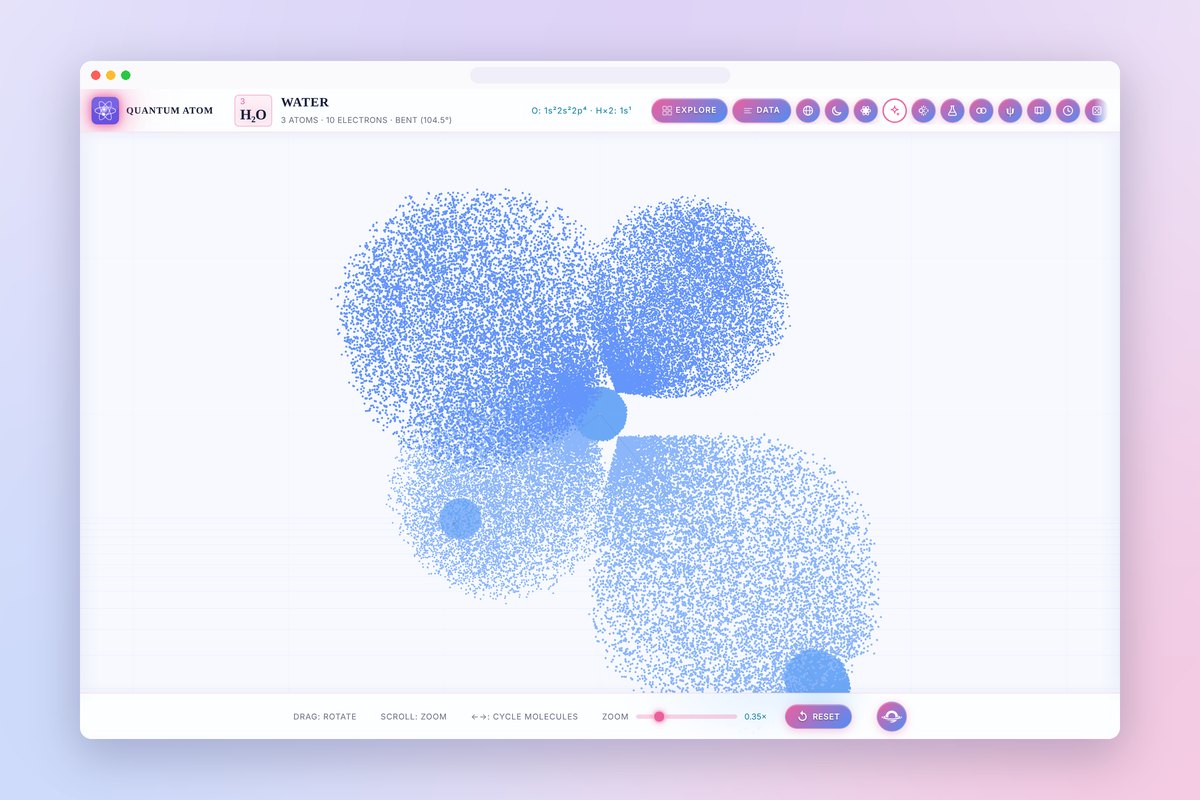 QUANTUM ATOM
3
H₂O
WATER
3 ATOMS · 10 ELECTRONS · BENT (104.5°)
O: 1s²2s²2p⁴ · H×2: 1s¹
EXPLORE
DATA
ψ
DRAG: ROTATE
SCROLL: ZOOM
←→: CYCLE MOLECULES
ZOOM
0.35×
RESET